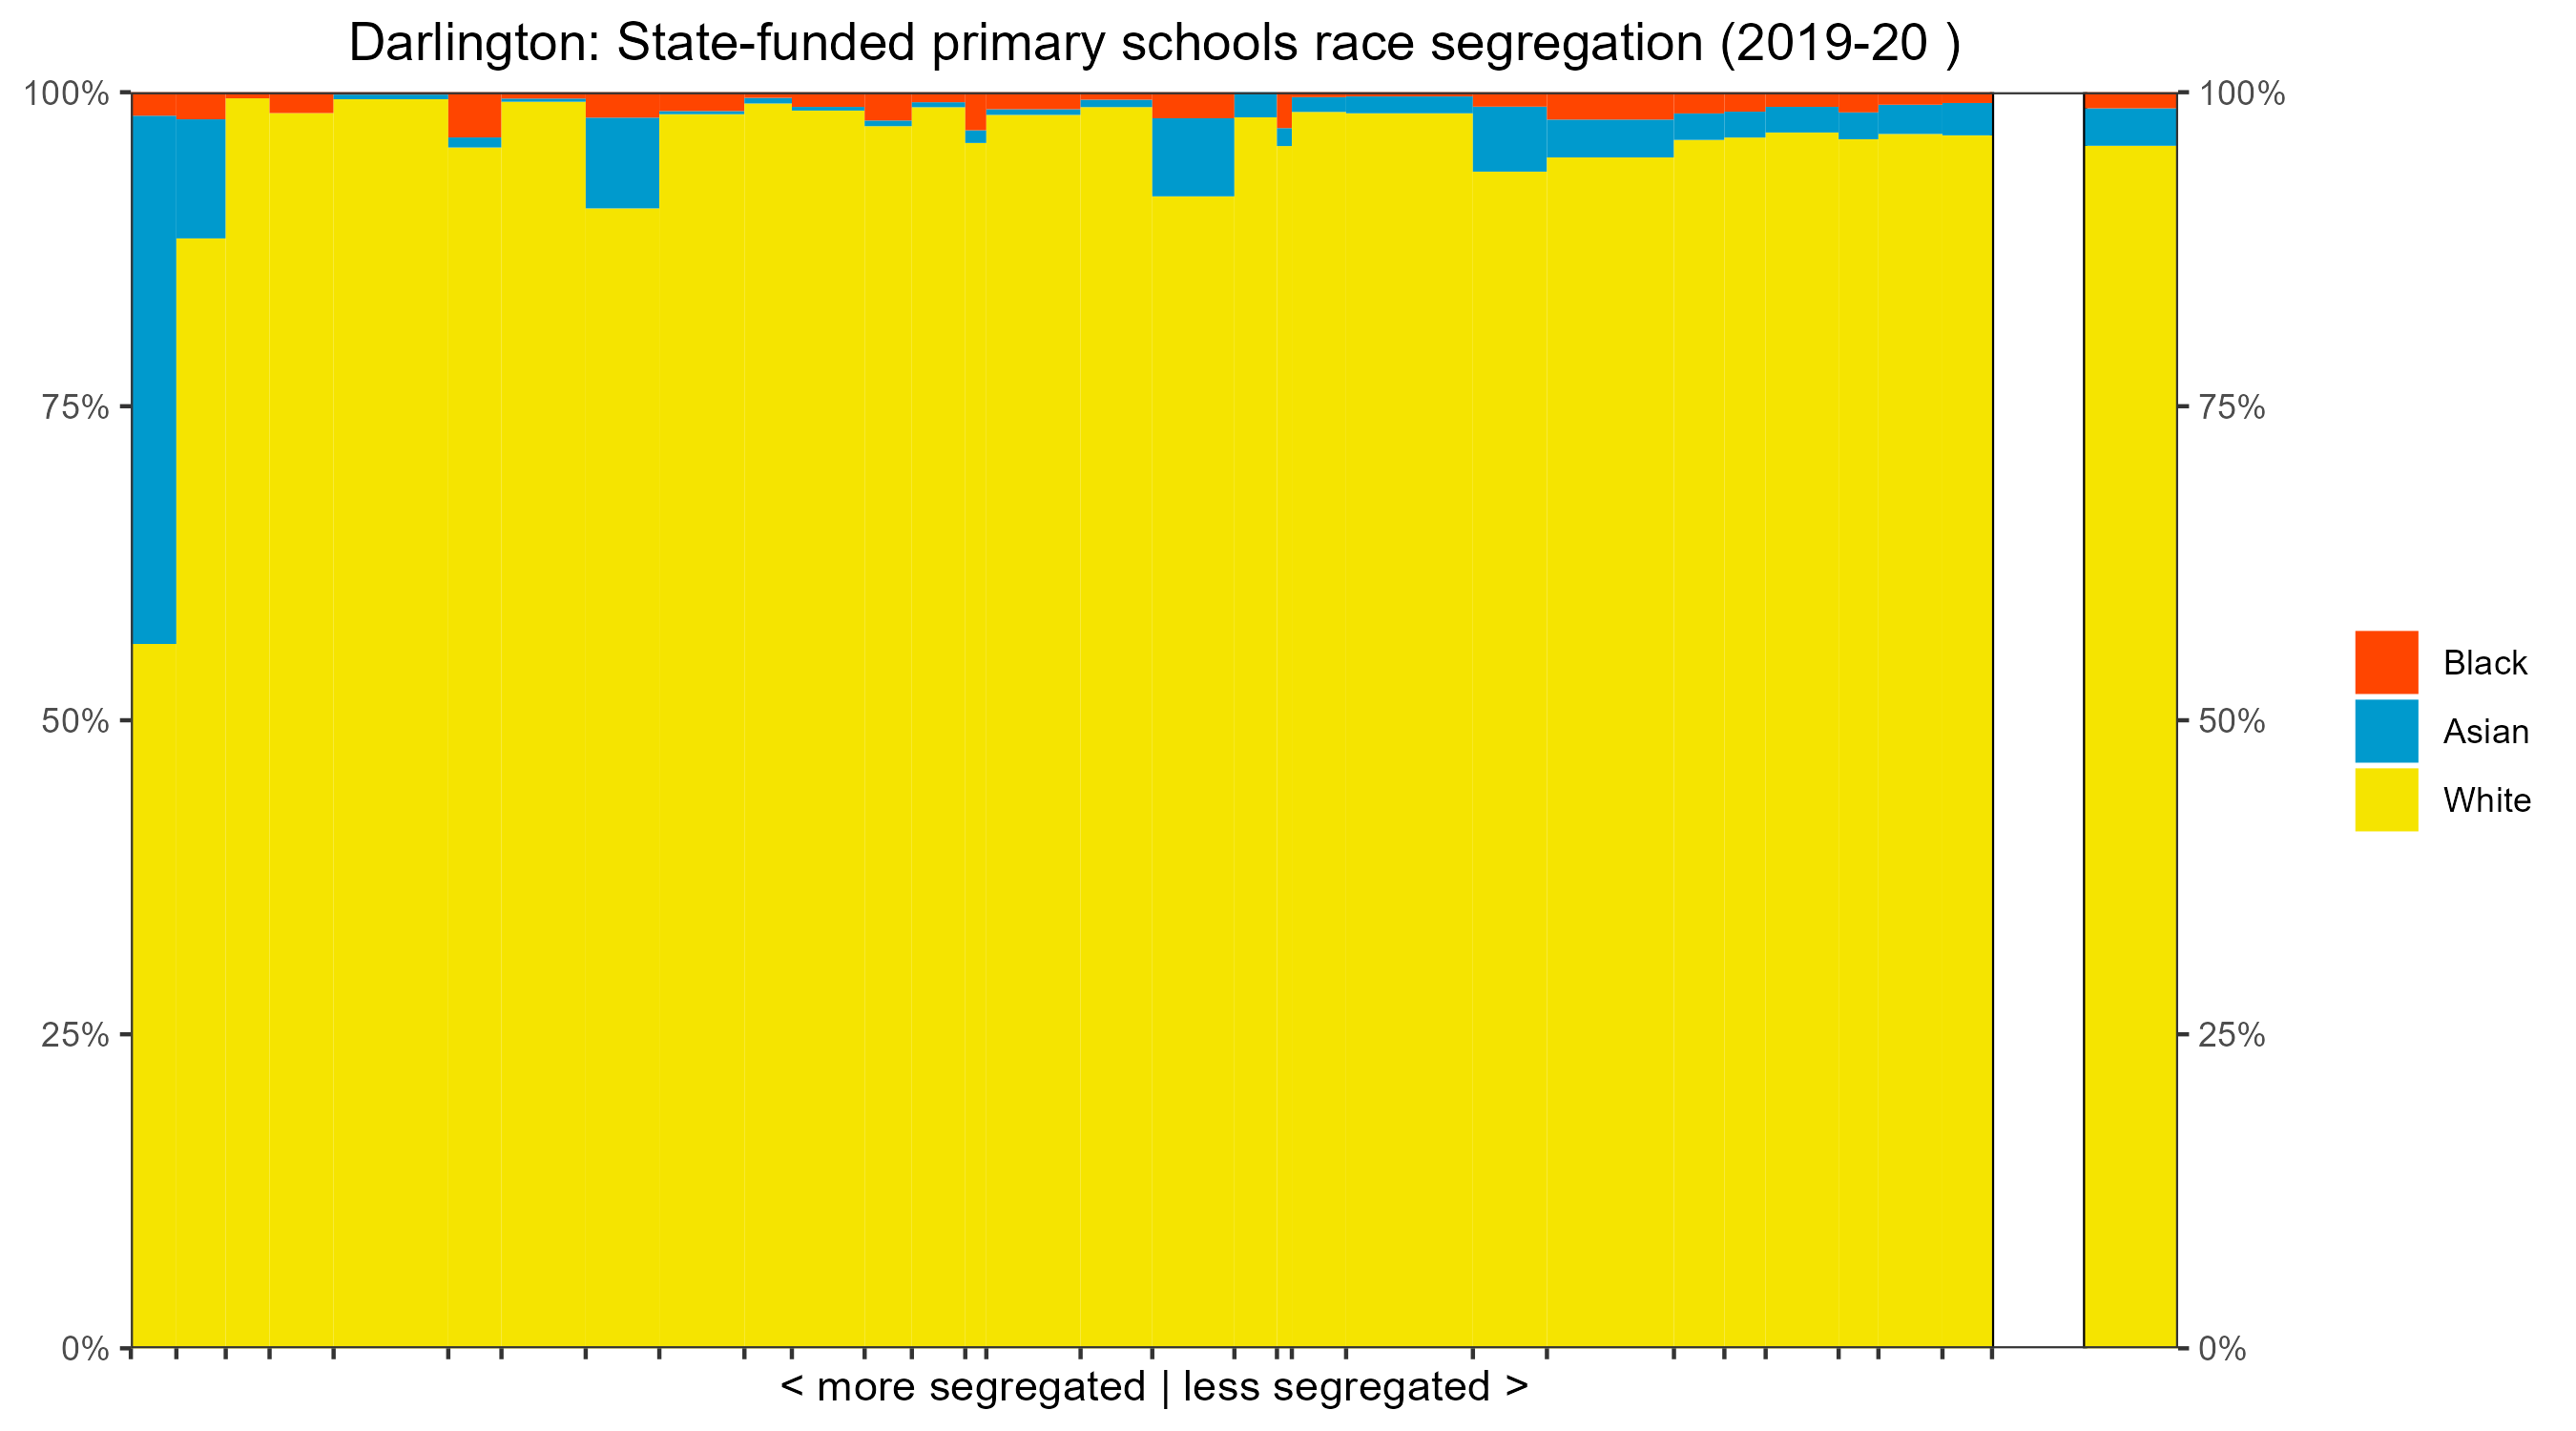 Darlington: State-funded primary schools race segregation (2019-20 )
100%
100%
75%
75%
50%
50%
25%
25%
0%
0%
Black
Asian
White
< more segregated | less segregated >